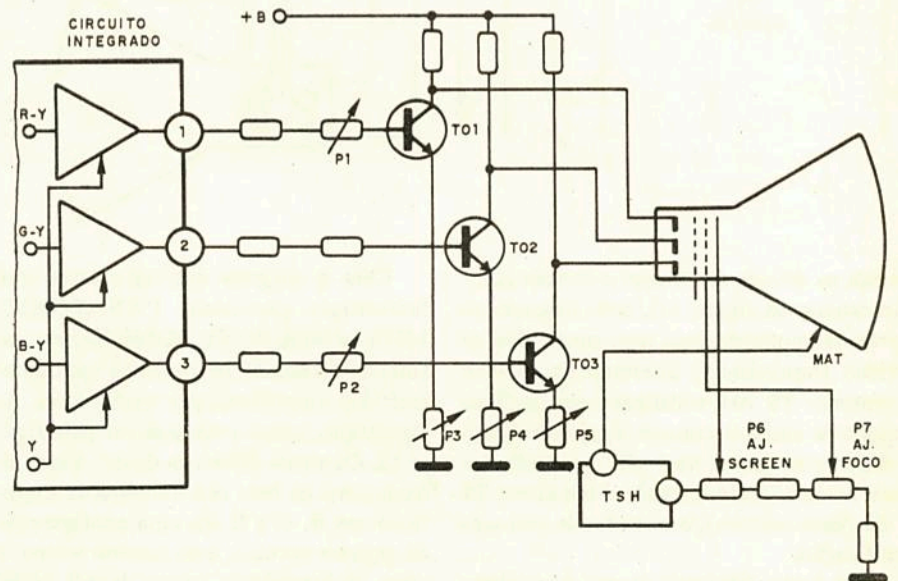 CIRCUITO
INTEGRADO
+B
R-Y
1
P1
TO1
G-Y
2
TO2
B-Y
3
P2
TO3
Y
P3
P4
P5
MAT
P6
AJ.
SCREEN
P7
AJ.
FOCO
TSH